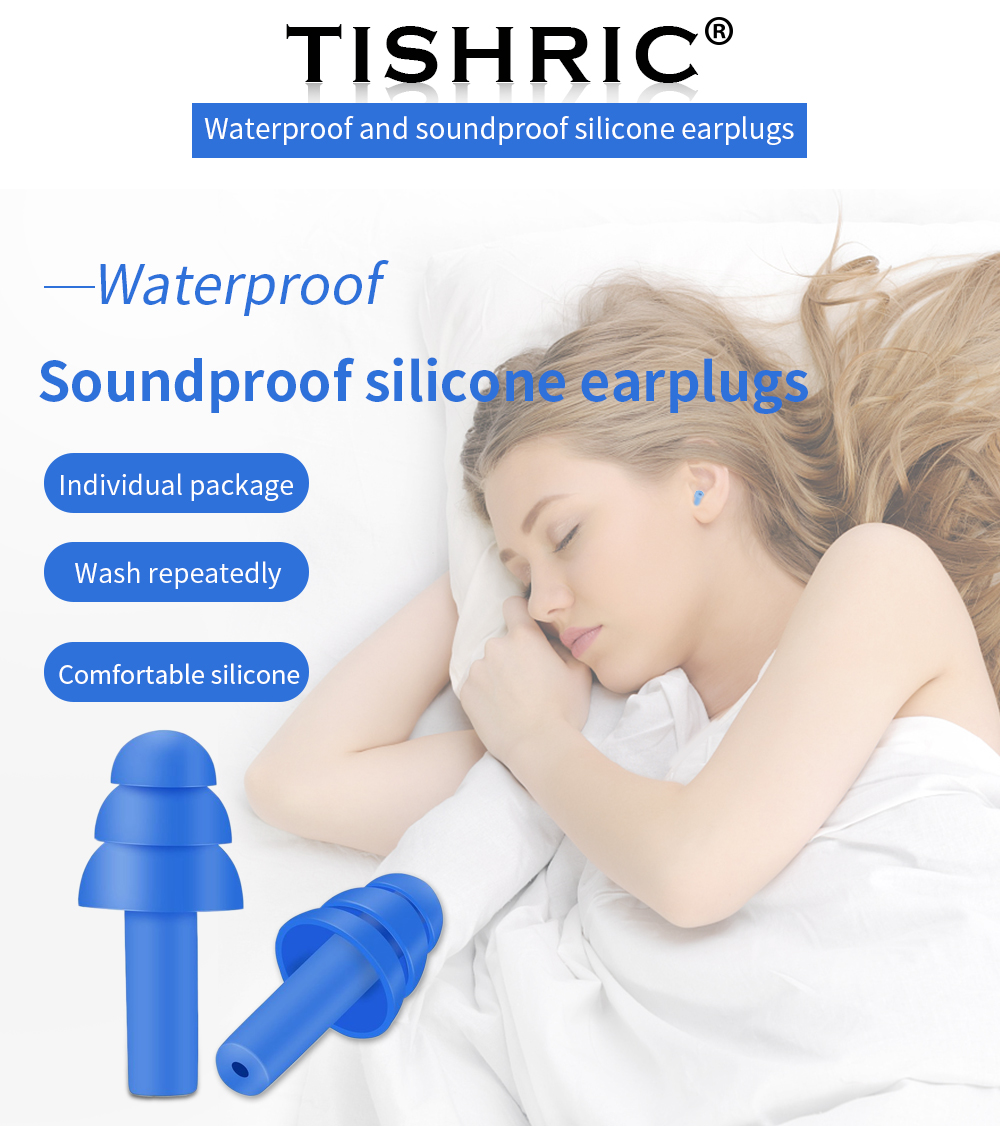 TISHRIC®
Waterproof and soundproof silicone earplugs
—Waterproof
Soundproof silicone earplugs
Individual package
Wash repeatedly
Comfortable silicone